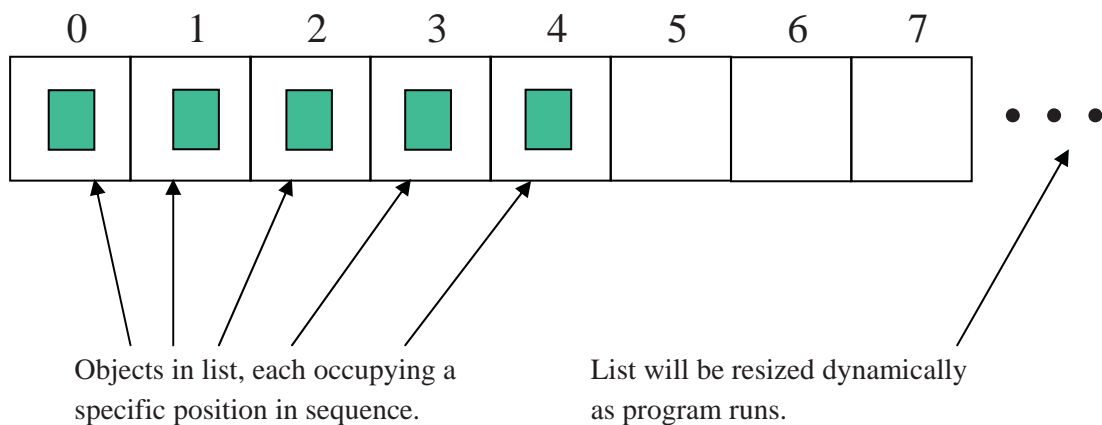 0 1 2 3 4 5 6 7
Objects in list, each occupying a
specific position in sequence.
List will be resized dynamically
as program runs.